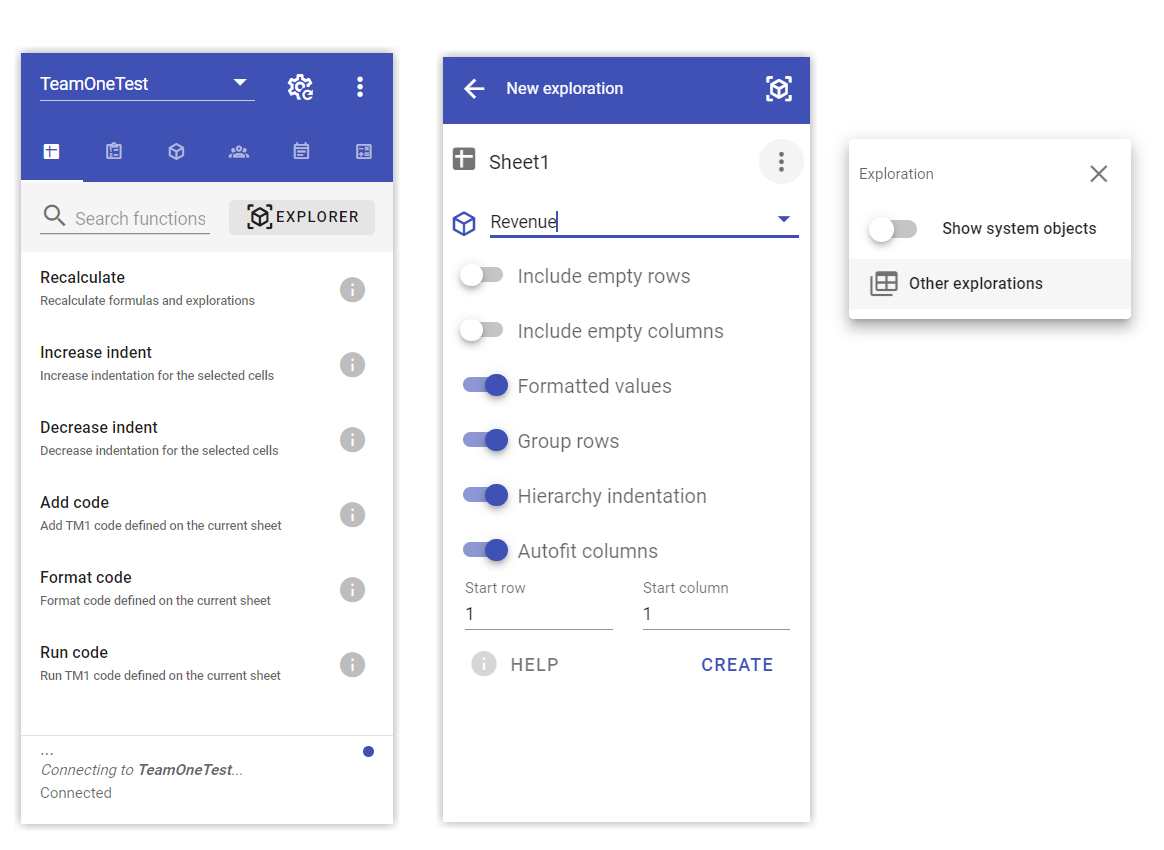 TeamOneTest
Search functions
EXPLORER
Recalculate
Recalculate formulas and explorations
Increase indent
Increase indentation for the selected cells
Decrease indent
Decrease indentation for the selected cells
Add code
Add TM1 code defined on the current sheet
Format code
Format code defined on the current sheet
Run code
Run TM1 code defined on the current sheet
...
Connecting to TeamOneTest...
Connected
New exploration
Sheet1
Revenue
Include empty rows
Include empty columns
Formatted values
Group rows
Hierarchy indentation
Autofit columns
Start row
Start column
1
1
HELP
CREATE
Exploration
Show system objects
Other explorations